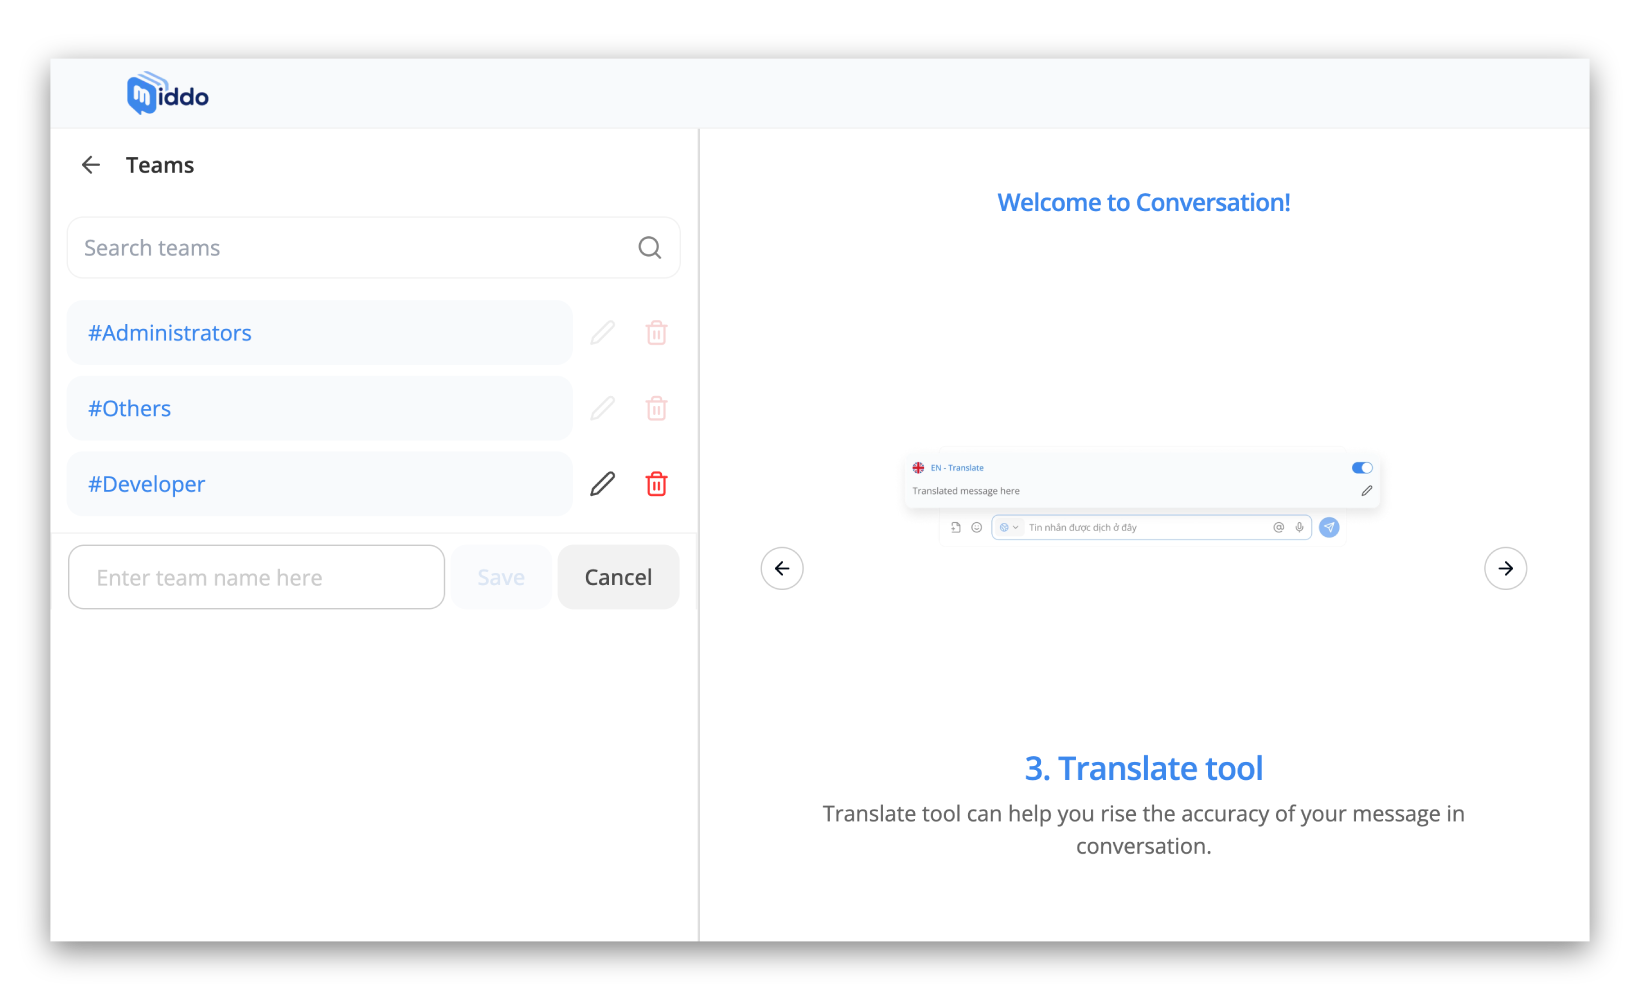 middo
Teams
Search teams
#Administrators
#Others
#Developer
Enter team name here
Save
Cancel
Welcome to Conversation!
EN - Translate
Translated message here
Tin nhắn được dịch ở đây
3. Translate tool
Translate tool can help you rise the accuracy of your message in
conversation.